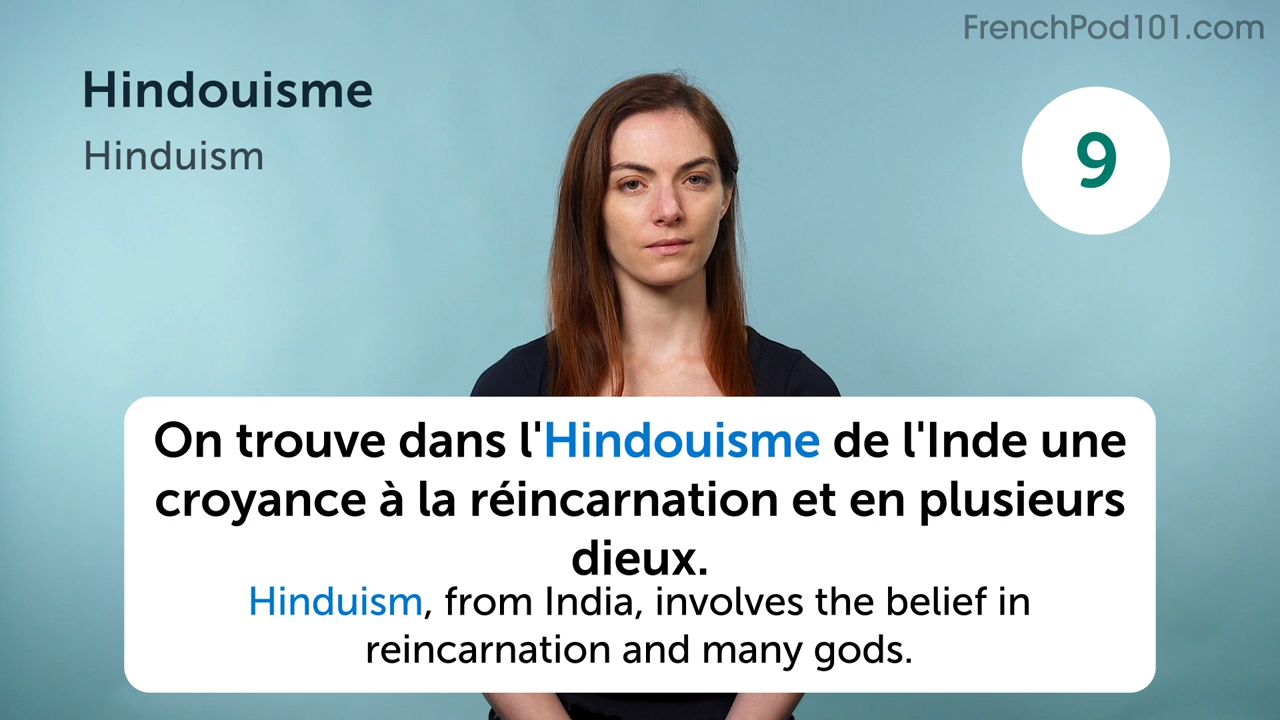 FrenchPod101.com
Hindouisme
Hinduism
9
On trouve dans l'Hindouisme de l'Inde une
croyance à la réincarnation et en plusieurs
dieux.
Hinduism, from India, involves the belief in
reincarnation and many gods.